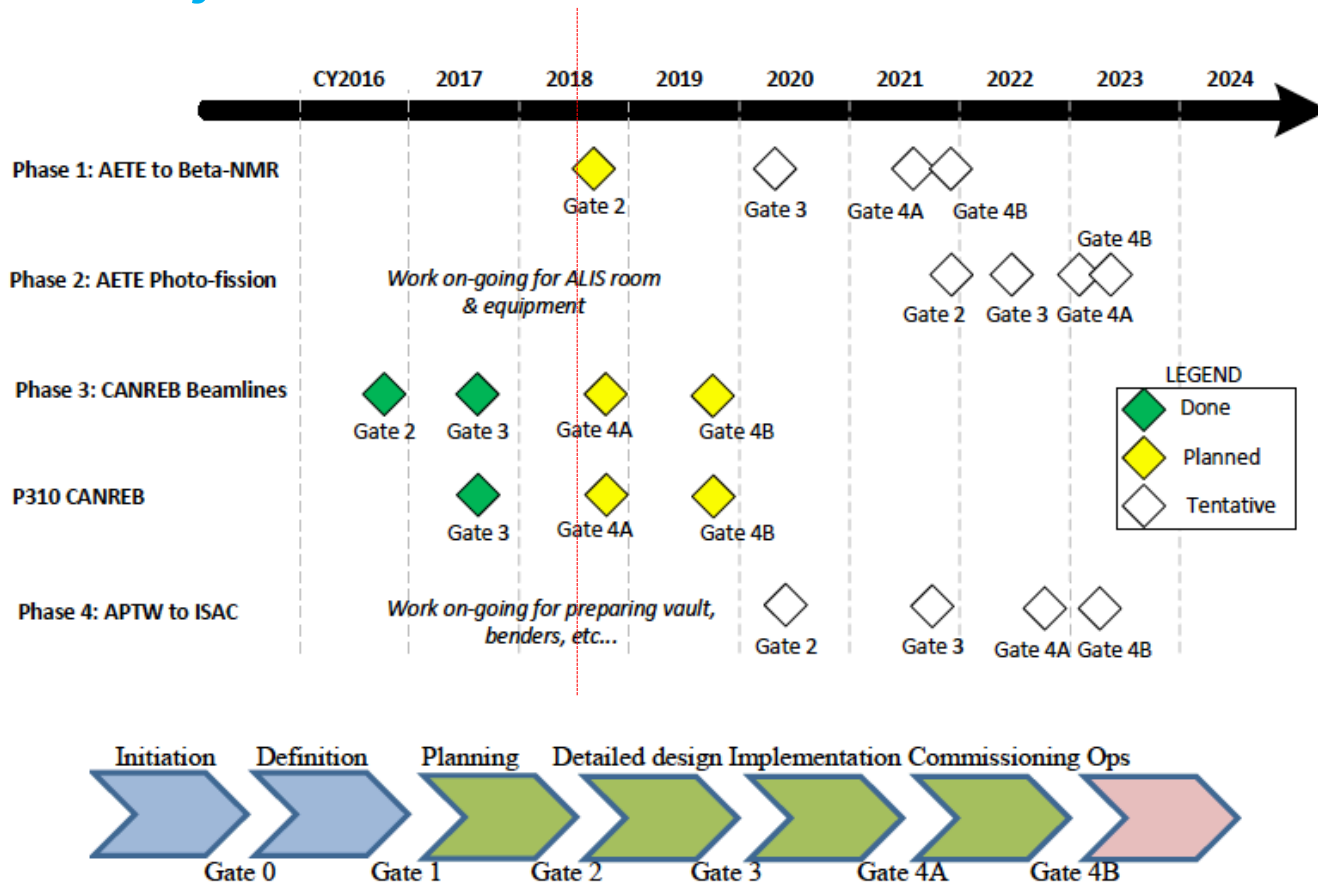 CY2016 2017 2018 2019 2020 2021 2022 2023 2024
Phase 1: AETE to Beta-NMR
Gate 2 Gate 3 Gate 4A Gate 4B
Gate 4B
Phase 2: AETE Photo-fission
Work on-going for ALIS room
& equipment
Gate 2 Gate 3 Gate 4A
Phase 3: CANREB Beamlines
Gate 2 Gate 3 Gate 4A Gate 4B
LEGEND
Done
Planned
Tentative
P310 CANREB
Gate 3 Gate 4A Gate 4B
Phase 4: APTW to ISAC
Work on-going for preparing vault,
benders, etc...
Gate 2 Gate 3 Gate 4A Gate 4B
Initiation Definition Planning Detailed design Implementation Commissioning Ops
Gate 0 Gate 1 Gate 2 Gate 3 Gate 4A Gate 4B